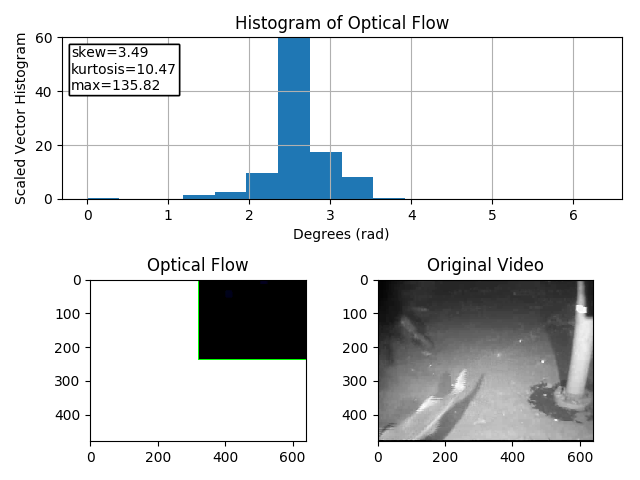 Histogram of Optical Flow
skew=3.49
kurtosis=10.47
max=135.82
Scaled Vector Histogram
60
40
20
0
0 1 2 3 4 5 6
Degrees (rad)
Optical Flow
0
100
200
300
400
0 200 400 600
Original Video
0
100
200
300
400
0 200 400 600